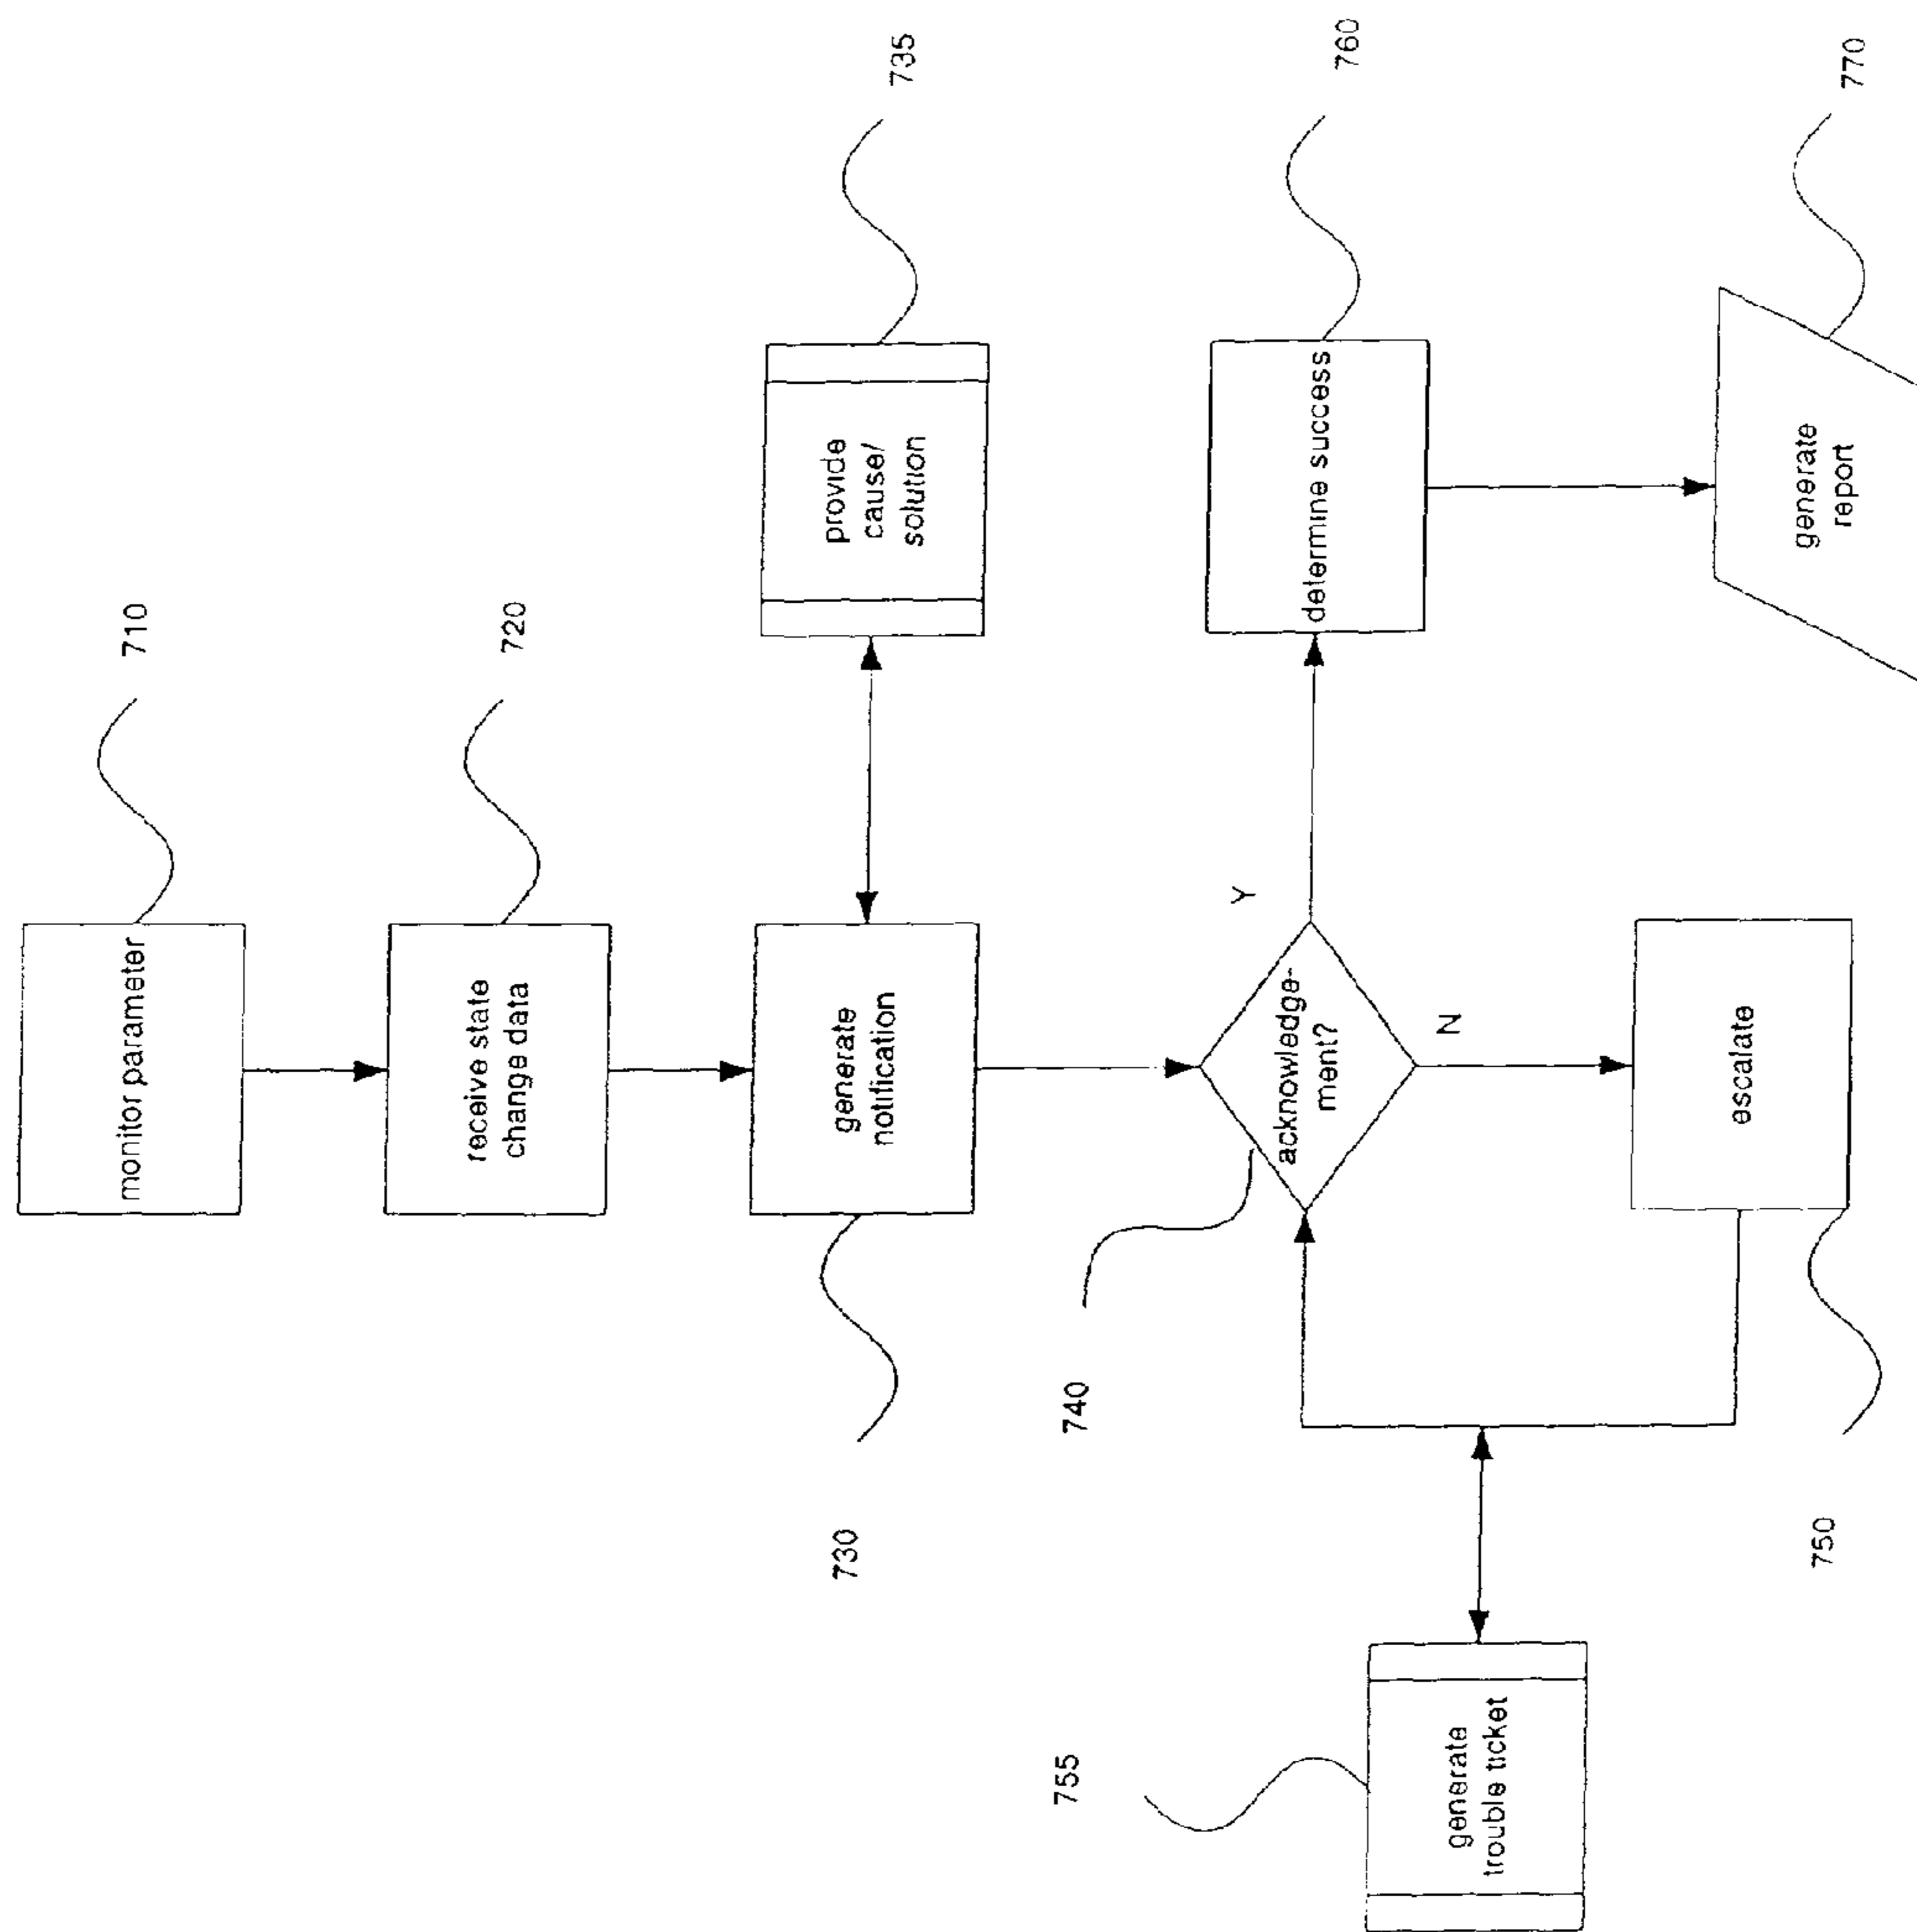 monitor parameter
710
receive state
change data
720
generate
notification
730
provide
cause/
solution
735
acknowledge-
ment?
740
Y
N
determine success
760
escalate
750
generate
trouble ticket
755
generate
report
770